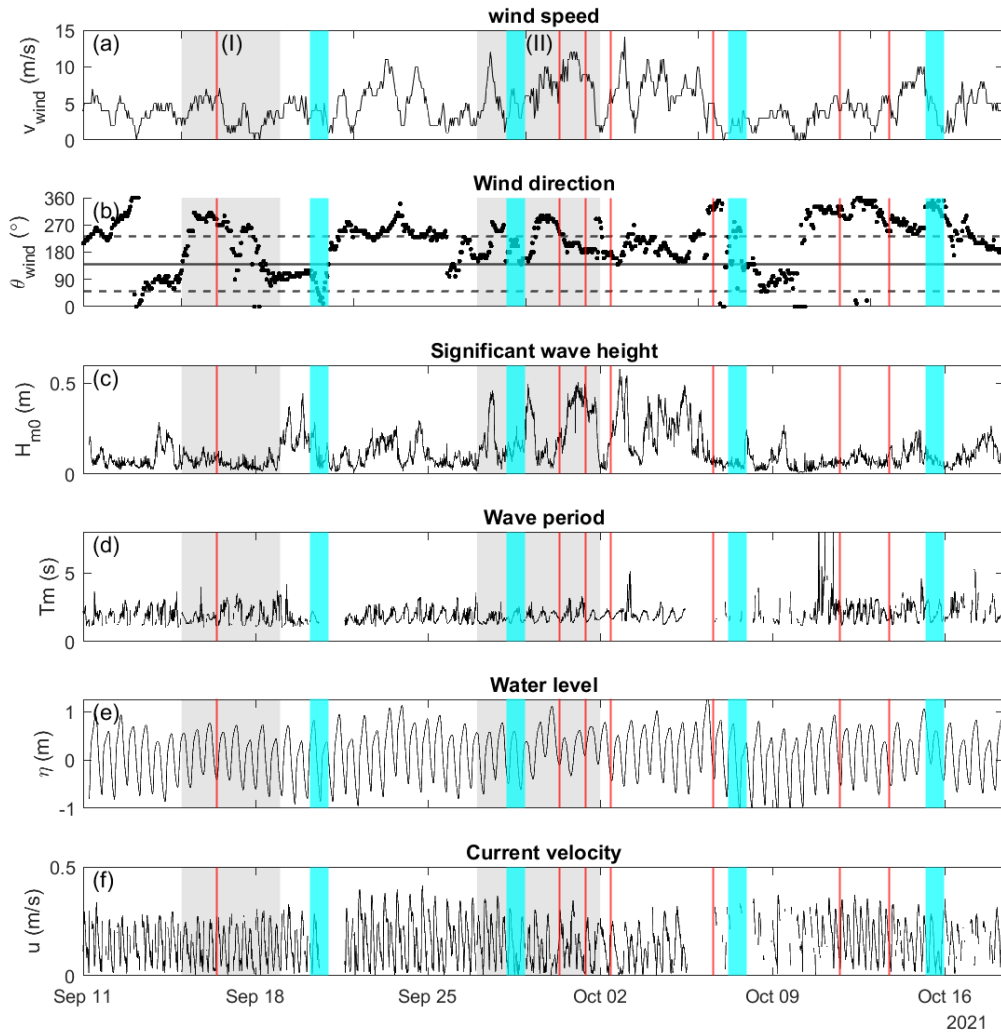 wind speed
(a)
(I)
(II)
15
10
5
0
v_wind (m/s)
Wind direction
(b)
360
270
180
90
0
θ_wind (°)
Significant wave height
(c)
0.5
0
H_m0 (m)
Wave period
(d)
5
0
Tm (s)
Water level
(e)
1
0
-1
η (m)
Current velocity
(f)
0.5
0
u (m/s)
Sep 11 Sep 18 Sep 25 Oct 02 Oct 09 Oct 16
2021